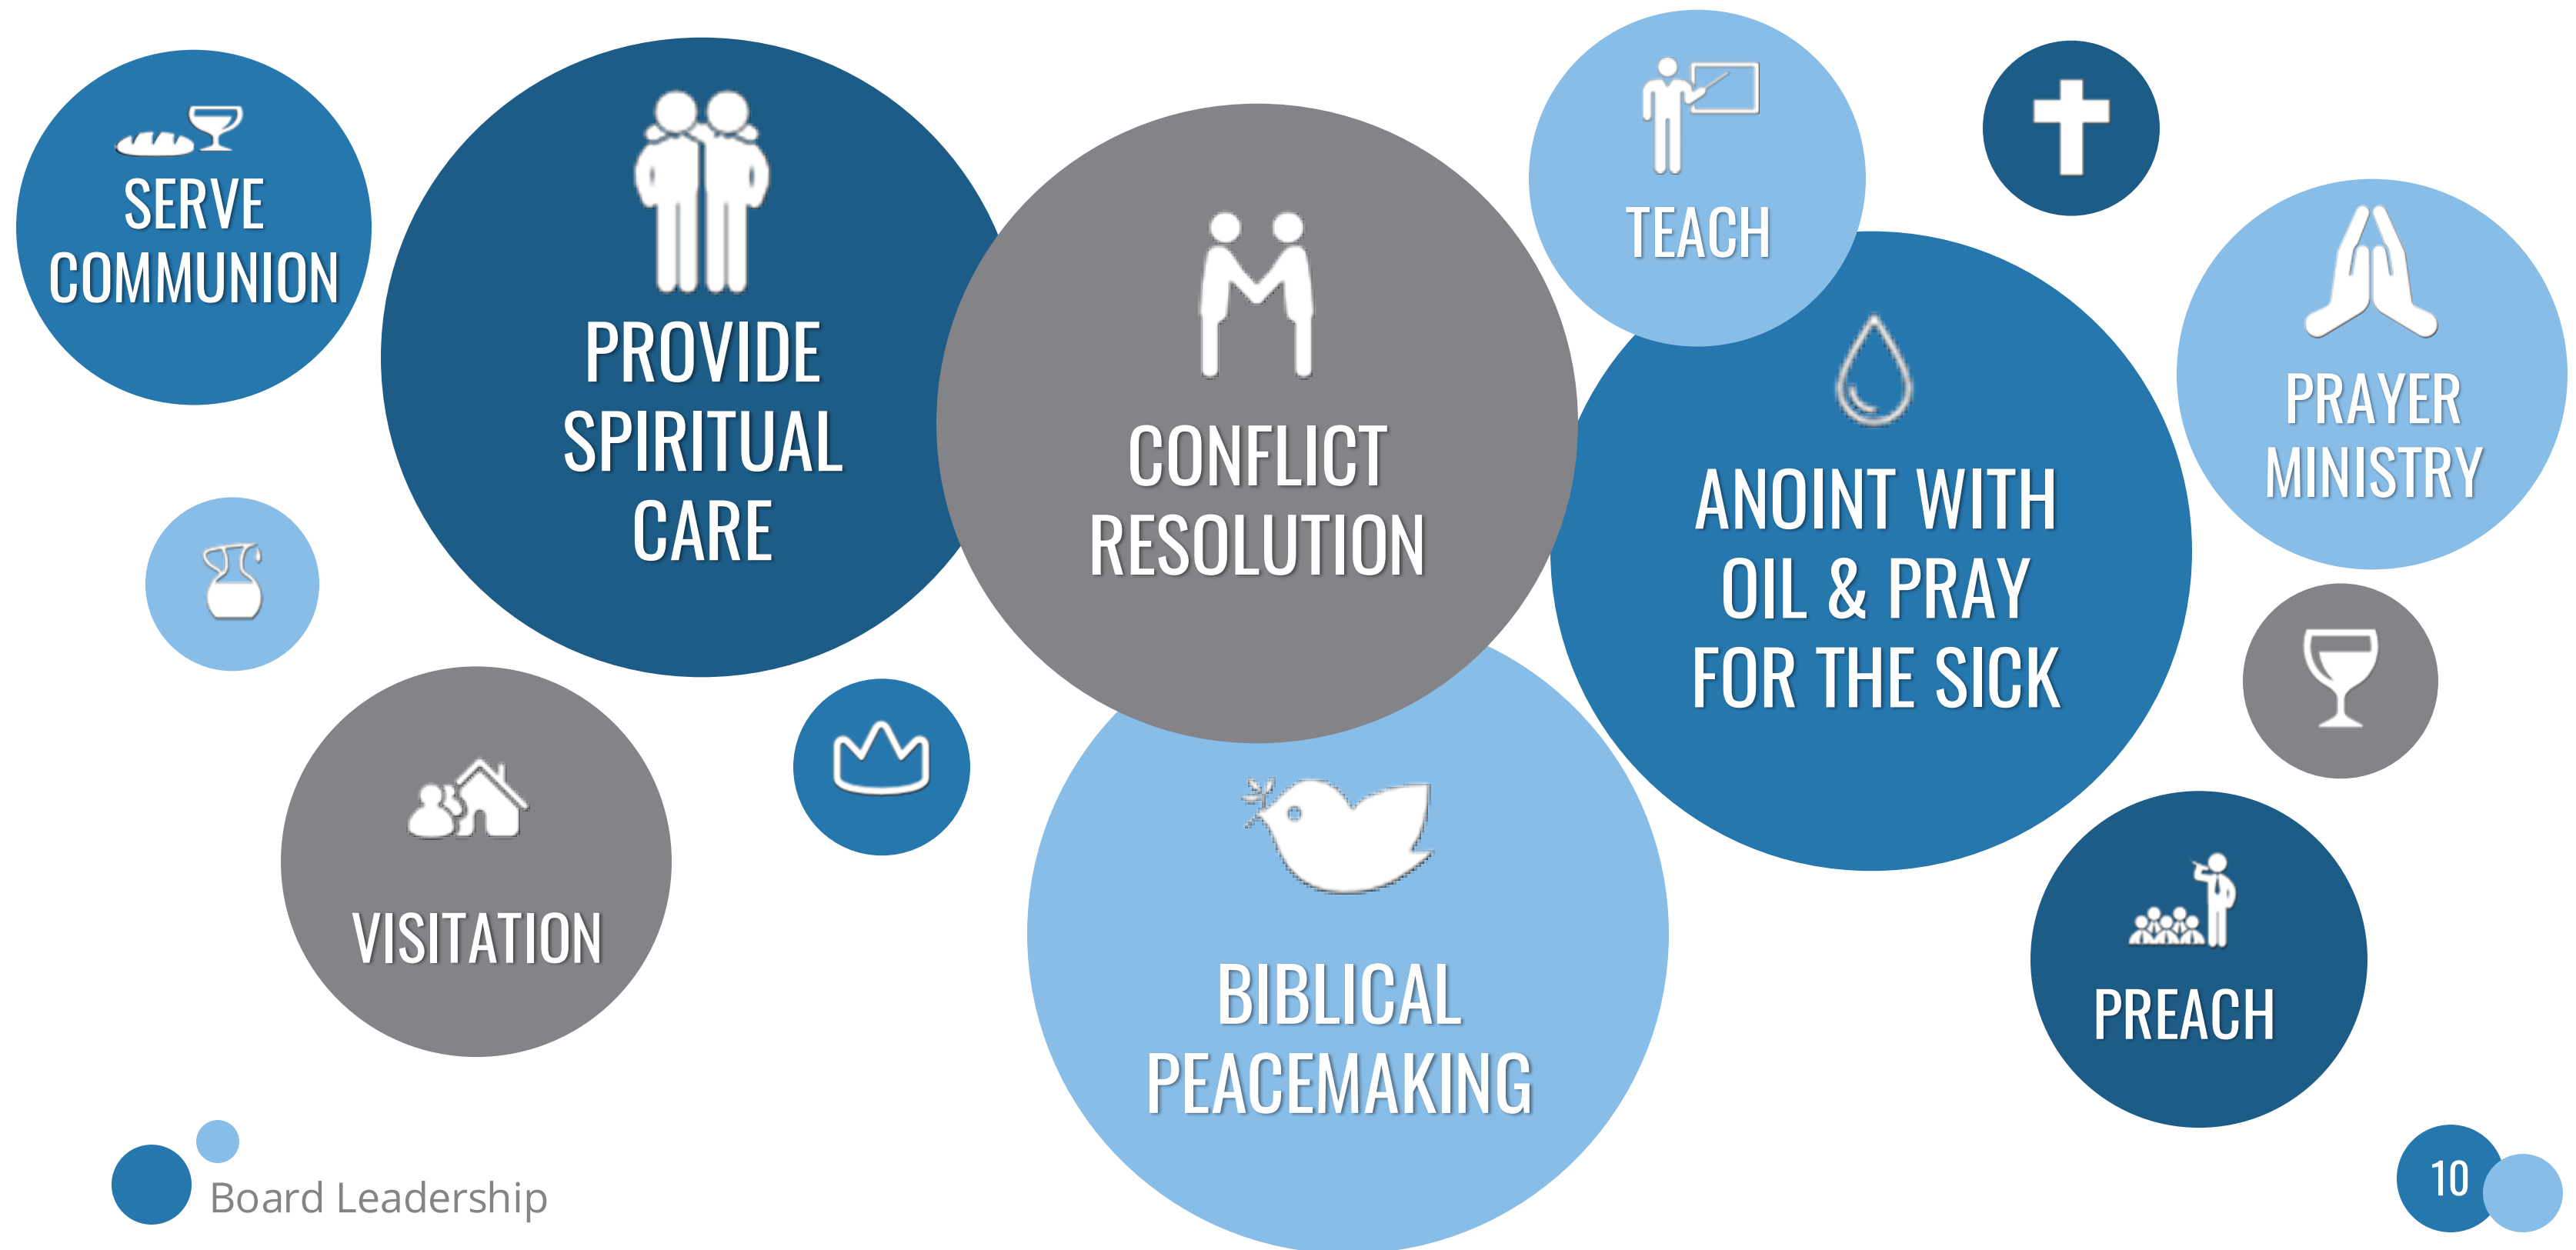 SERVE
COMMUNION
PROVIDE
SPIRITUAL
CARE
CONFLICT
RESOLUTION
TEACH
ANOINT WITH
OIL & PRAY
FOR THE SICK
PRAYER
MINISTRY
VISITATION
BIBLICAL
PEACEMAKING
PREACH
Board Leadership
10